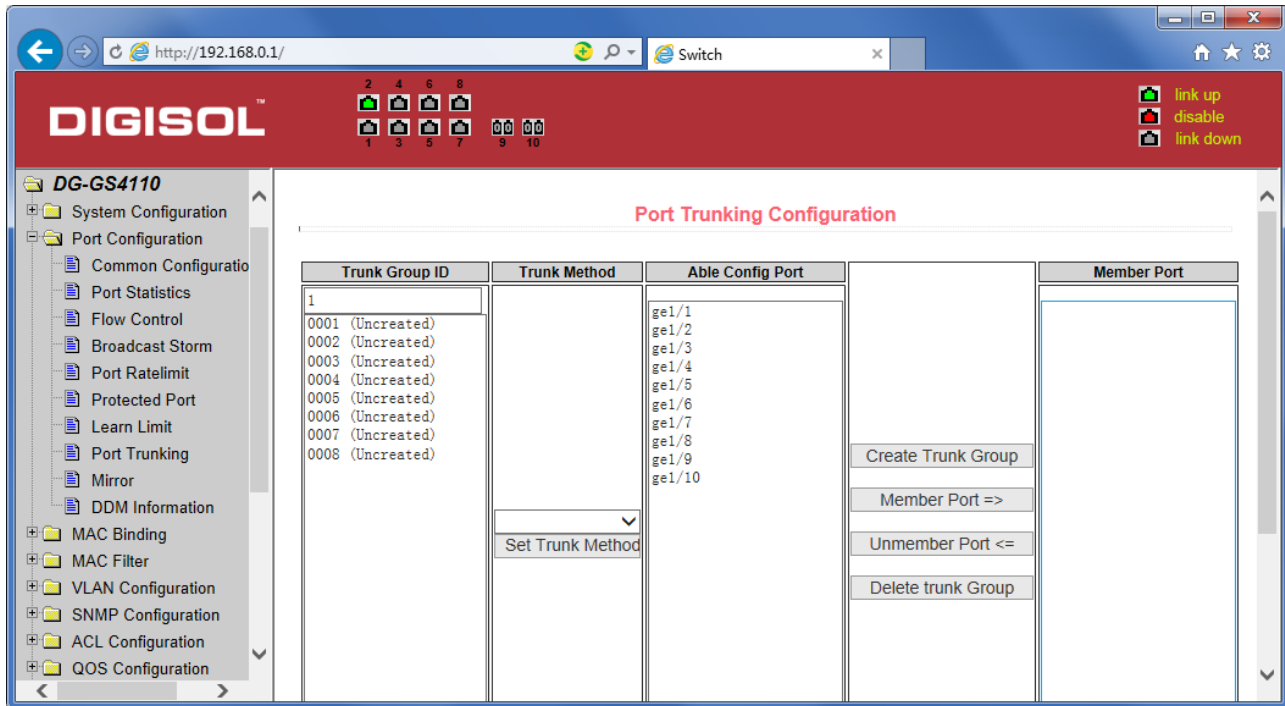 http://192.168.0.1/
Switch
DIGISOL™
2 4 6 8
1 3 5 7 9 10
link up
disable
link down
DG-GS4110
System Configuration
Port Configuration
Common Configuratio
Port Statistics
Flow Control
Broadcast Storm
Port Ratelimit
Protected Port
Learn Limit
Port Trunking
Mirror
DDM Information
MAC Binding
MAC Filter
VLAN Configuration
SNMP Configuration
ACL Configuration
QOS Configuration
Port Trunking Configuration
Trunk Group ID
1
0001 (Uncreated)
0002 (Uncreated)
0003 (Uncreated)
0004 (Uncreated)
0005 (Uncreated)
0006 (Uncreated)
0007 (Uncreated)
0008 (Uncreated)
Trunk Method
Set Trunk Method
Able Config Port
ge1/1
ge1/2
ge1/3
ge1/4
ge1/5
ge1/6
ge1/7
ge1/8
ge1/9
ge1/10
Create Trunk Group
Member Port =>
Unmember Port <=
Delete trunk Group
Member Port